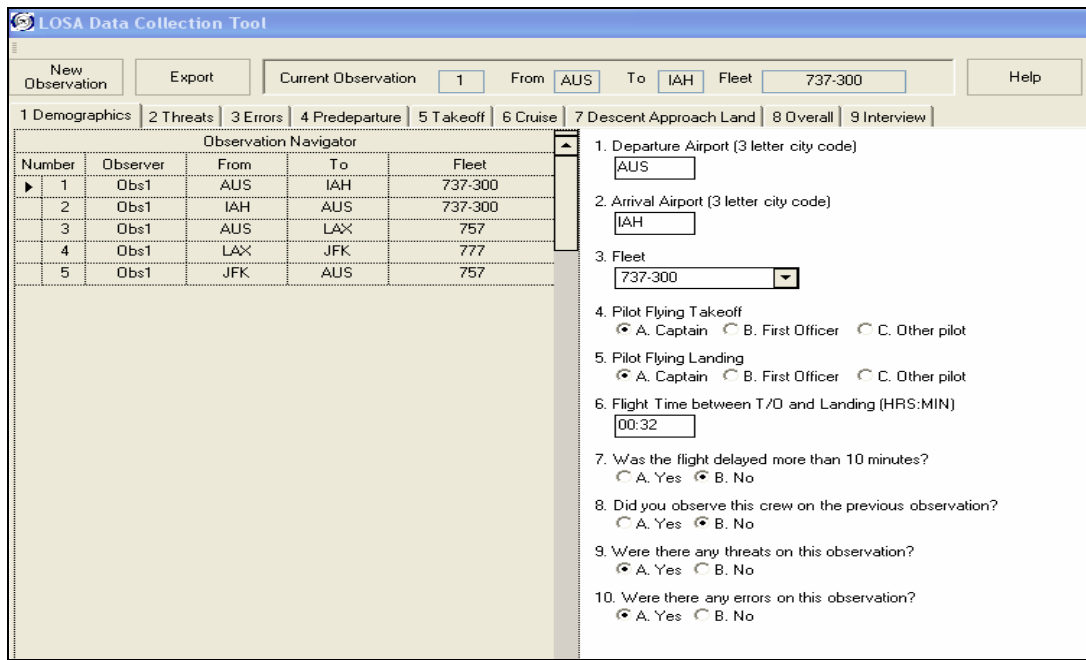 LOSA Data Collection Tool
New Observation
Export
Current Observation 1 From AUS To IAH Fleet 737-300
Help
1 Demographics 2 Threats 3 Errors 4 Predeparture 5 Takeoff 6 Cruise 7 Descent Approach Land 8 Overall 9 Interview
Observation Navigator
Number Observer From To Fleet
1 Obs1 AUS IAH 737-300
2 Obs1 IAH AUS 737-300
3 Obs1 AUS LAX 757
4 Obs1 LAX JFK 777
5 Obs1 JFK AUS 757
1. Departure Airport (3 letter city code)
AUS
2. Arrival Airport (3 letter city code)
IAH
3. Fleet
737-300
4. Pilot Flying Takeoff
A. Captain B. First Officer C. Other pilot
5. Pilot Flying Landing
A. Captain B. First Officer C. Other pilot
6. Flight Time between T/O and Landing (HRS:MIN)
00:32
7. Was the flight delayed more than 10 minutes?
A. Yes B. No
8. Did you observe this crew on the previous observation?
A. Yes B. No
9. Were there any threats on this observation?
A. Yes B. No
10. Were there any errors on this observation?
A. Yes B. No